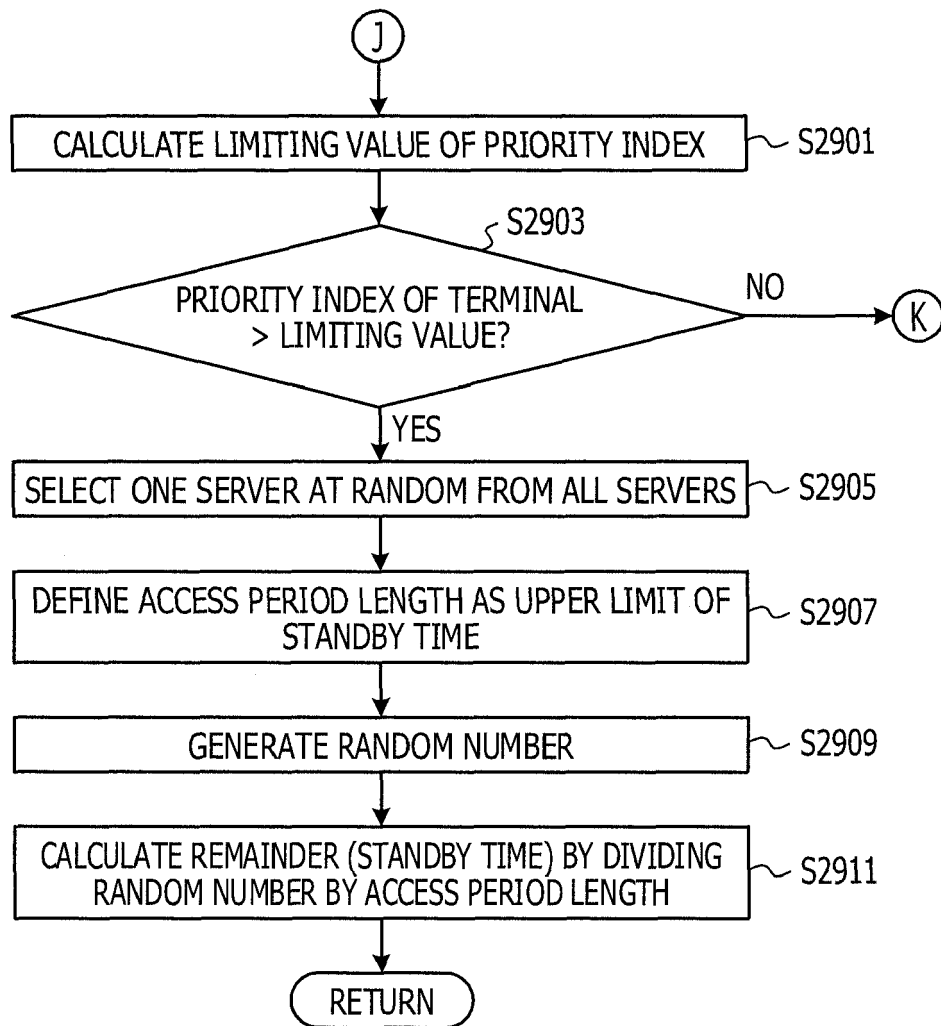 J
CALCULATE LIMITING VALUE OF PRIORITY INDEX
S2901
S2903
PRIORITY INDEX OF TERMINAL
> LIMITING VALUE?
NO
K
YES
SELECT ONE SERVER AT RANDOM FROM ALL SERVERS
S2905
DEFINE ACCESS PERIOD LENGTH AS UPPER LIMIT OF
STANDBY TIME
S2907
GENERATE RANDOM NUMBER
S2909
CALCULATE REMAINDER (STANDBY TIME) BY DIVIDING
RANDOM NUMBER BY ACCESS PERIOD LENGTH
S2911
RETURN